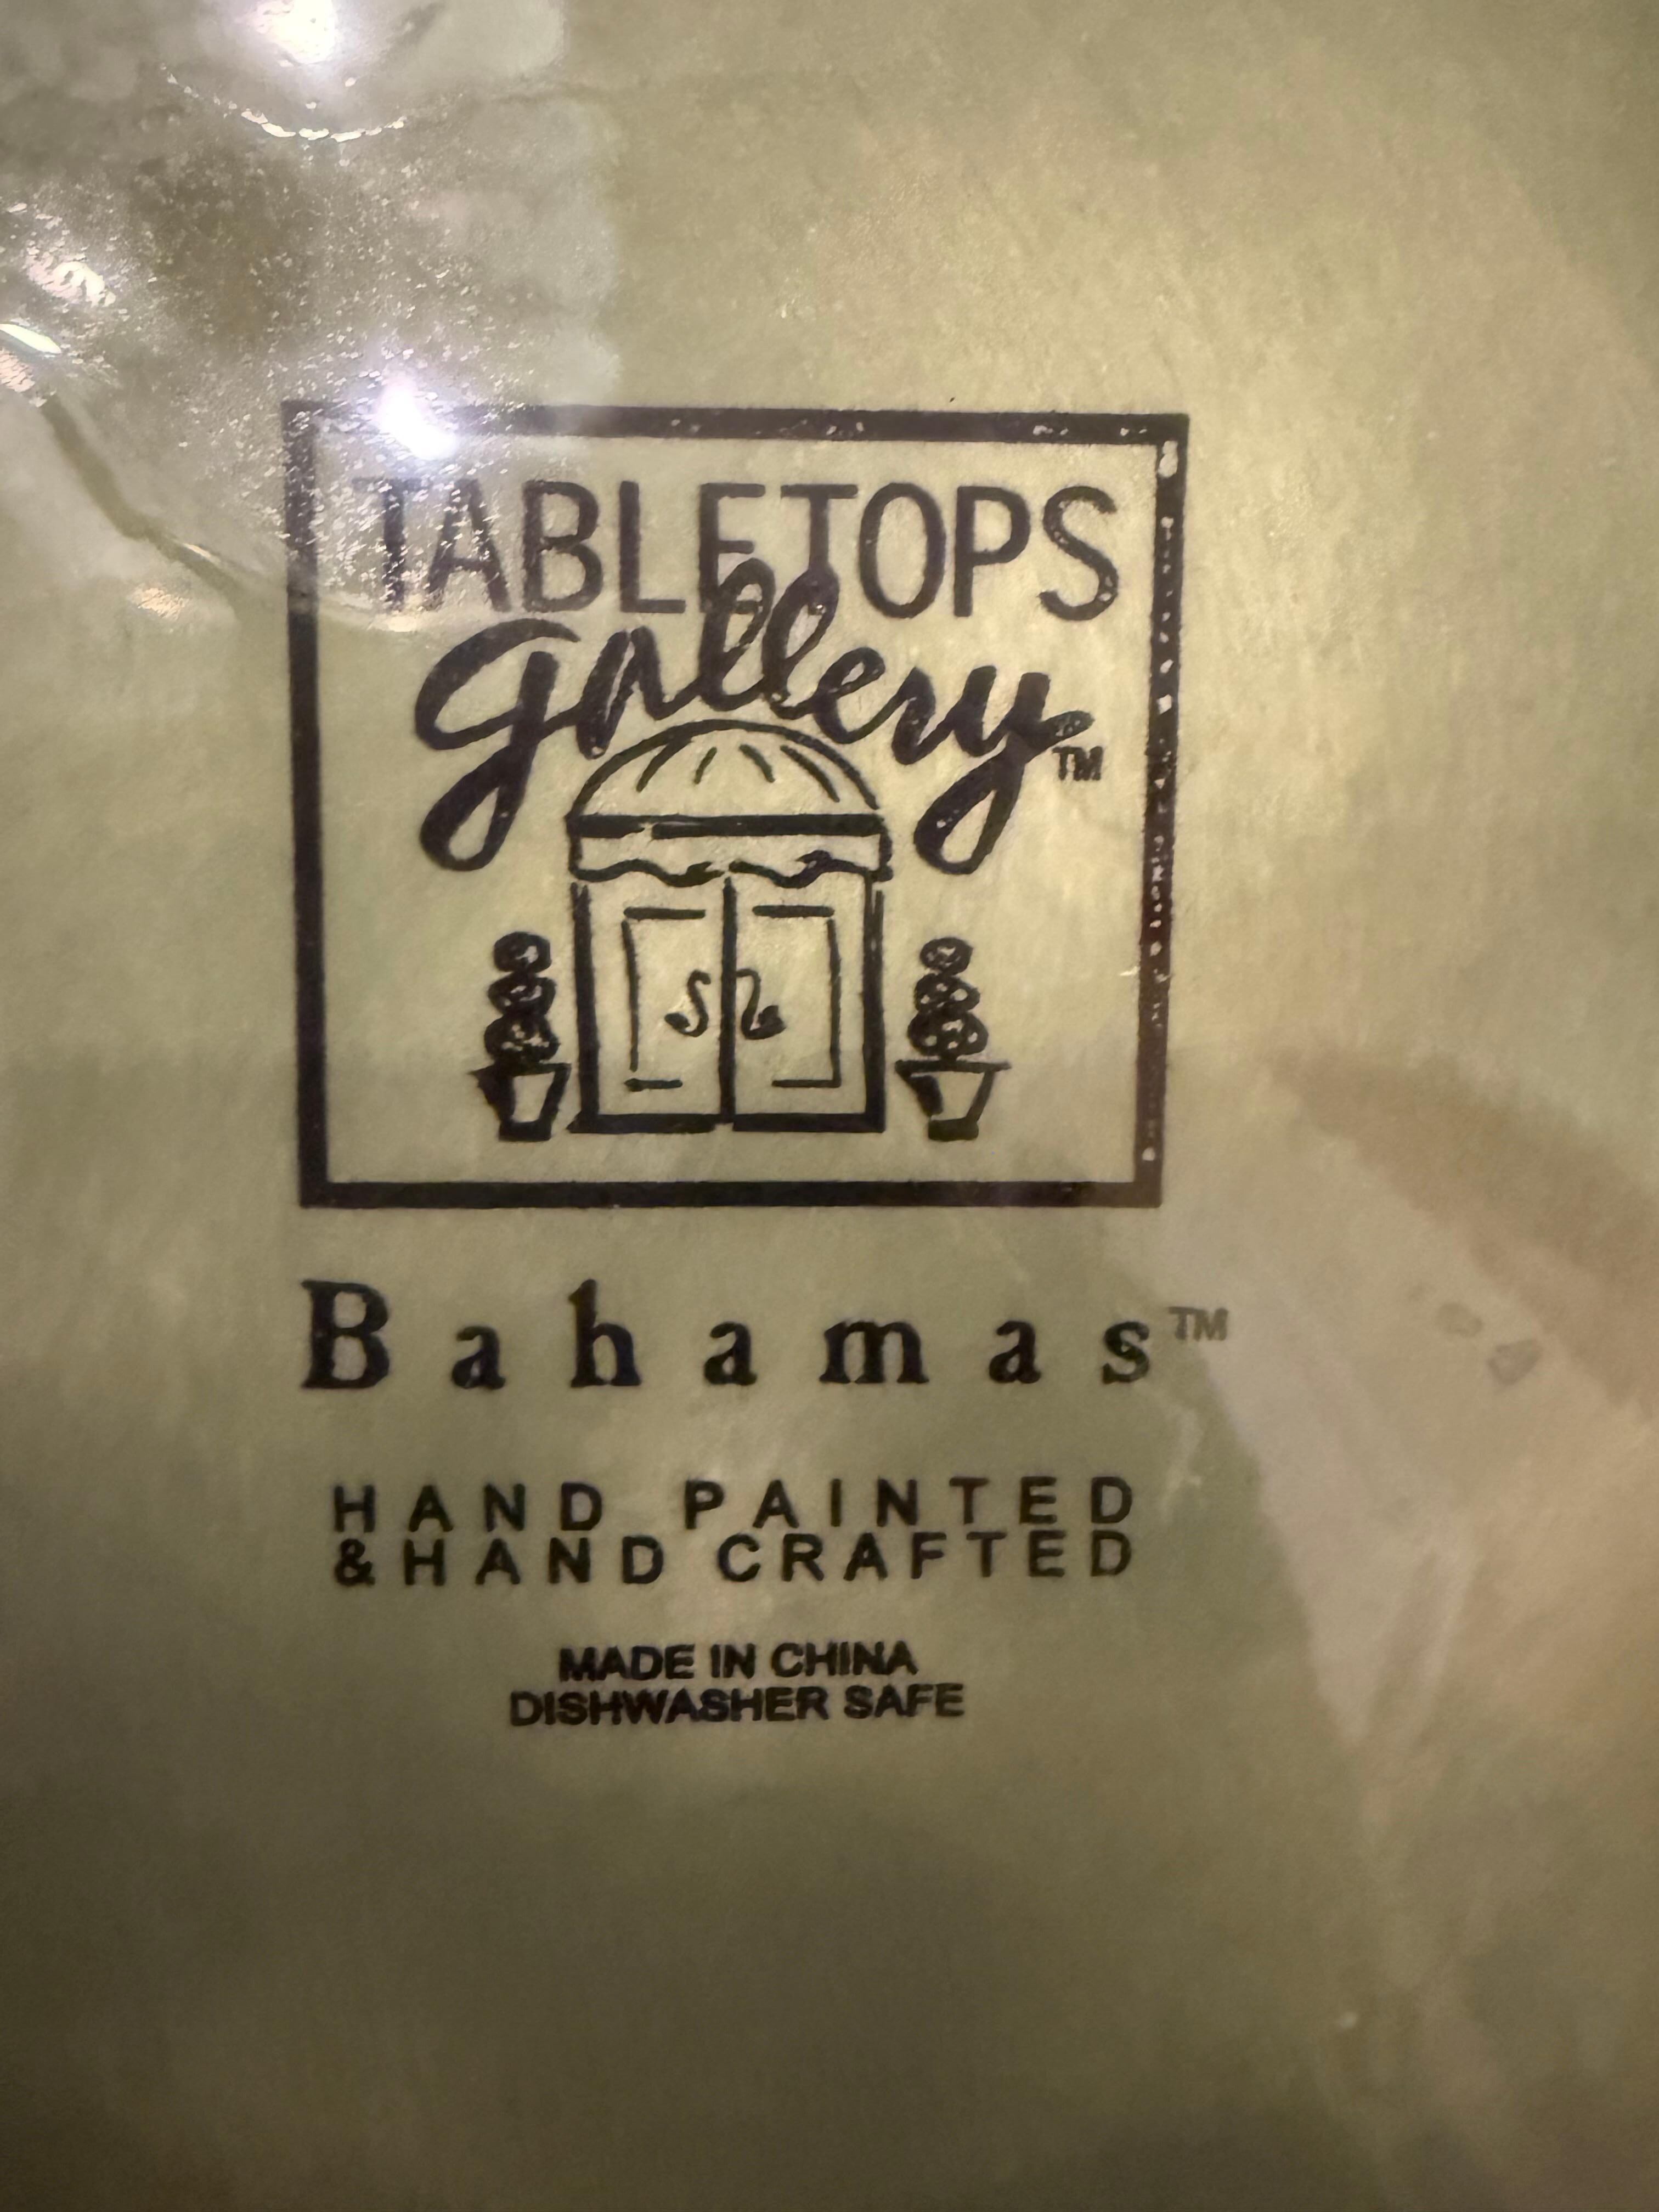 TABLETOPS
gallery™
Bahamas™
HAND PAINTED
&HAND CRAFTED
MADE IN CHINA
DISHWASHER SAFE